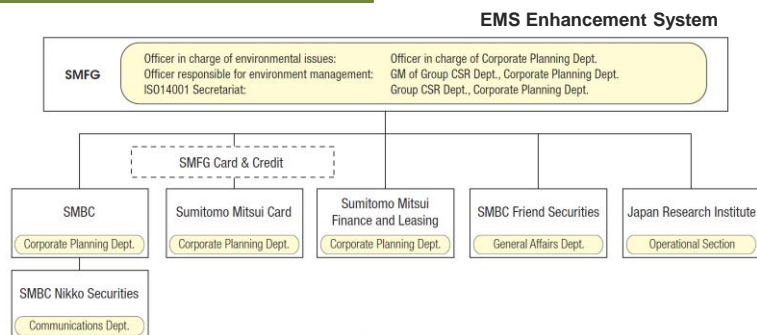 EMS Enhancement System
SMFG
Officer in charge of environmental issues: Officer in charge of Corporate Planning Dept.
Officer responsible for environment management: GM of Group CSR Dept., Corporate Planning Dept.
ISO14001 Secretariat: Group CSR Dept., Corporate Planning Dept.
SMFG Card & Credit
SMBC
Corporate Planning Dept.
Sumitomo Mitsui Card
Corporate Planning Dept.
Sumitomo Mitsui
Finance and Leasing
Corporate Planning Dept.
SMBC Friend Securities
General Affairs Dept.
Japan Research Institute
Operational Section
SMBC Nikko Securities
Communications Dept.